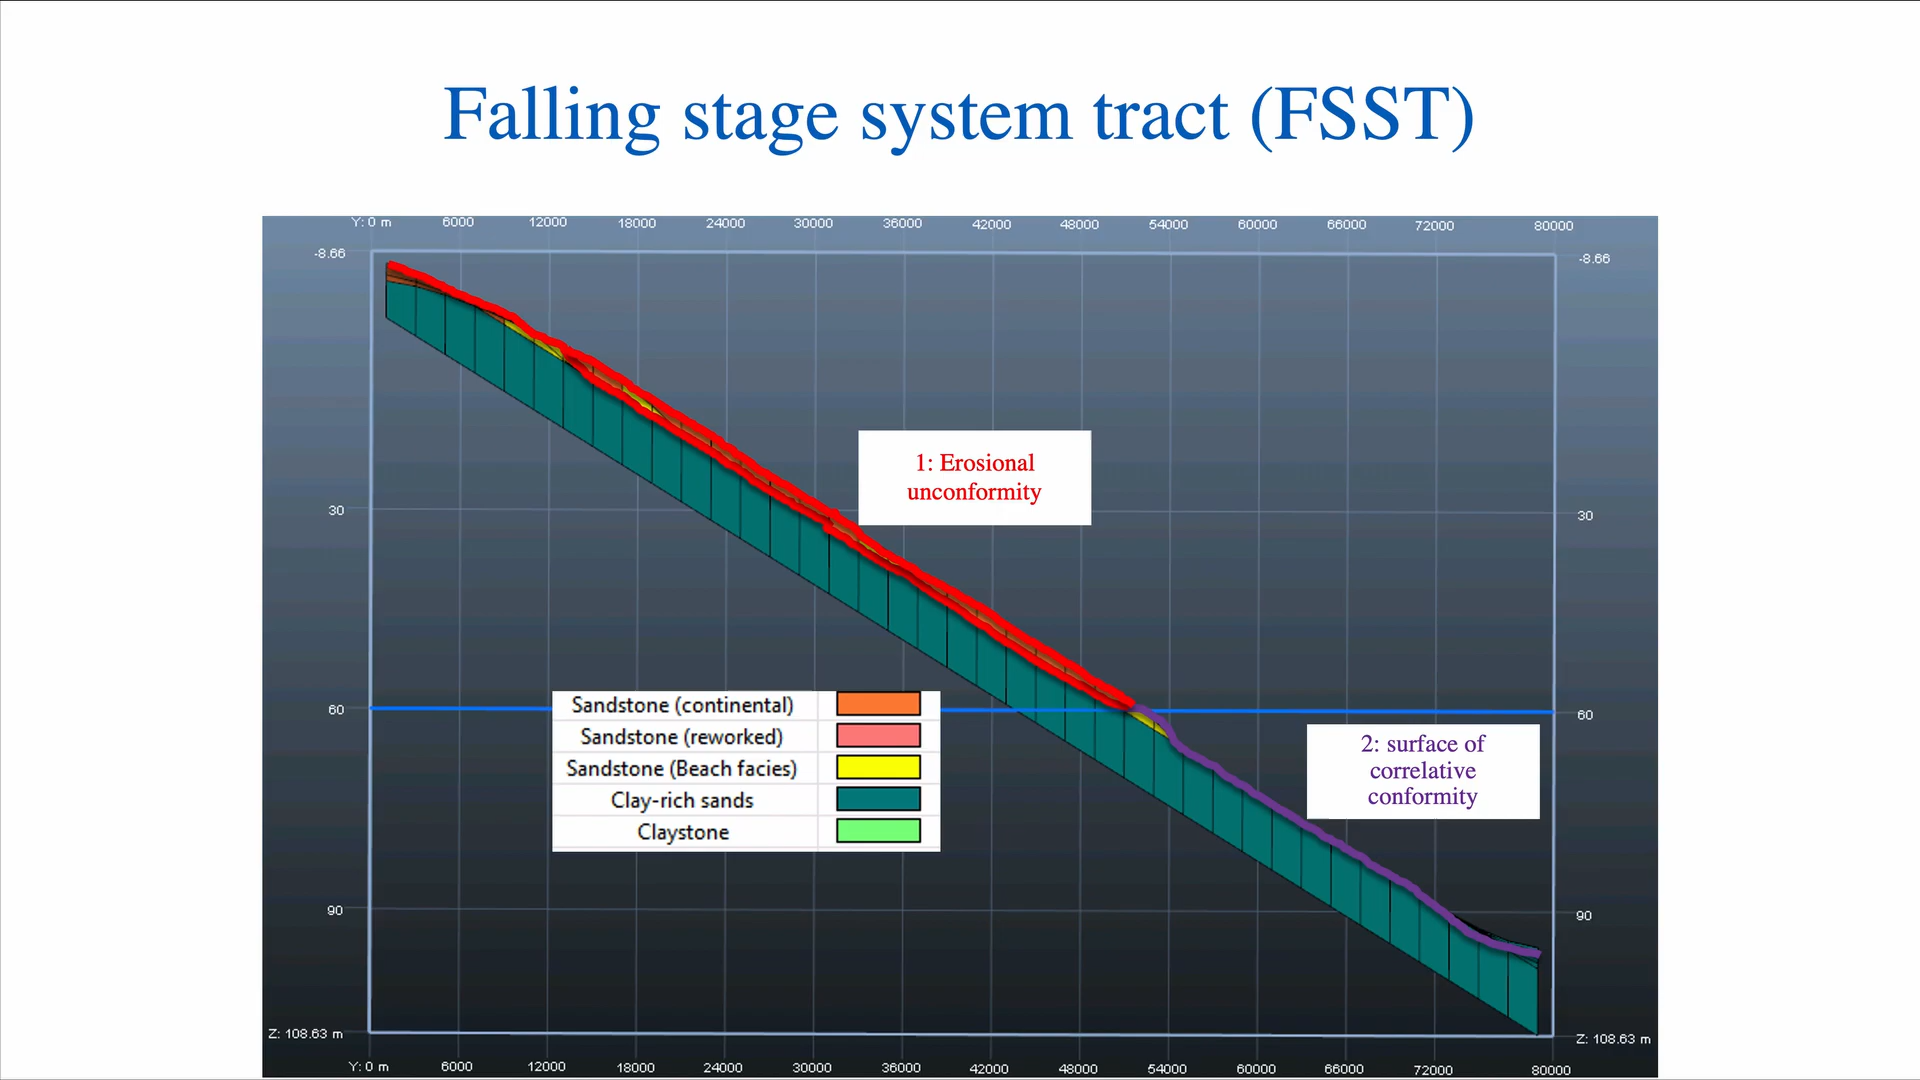 Falling stage system tract (FSST)
Y: 0 m 6000 12000 18000 24000 30000 36000 42000 48000 54000 60000 66000 72000 80000
-8.66 -8.66
1: Erosional
unconformity
30 30
Sandstone (continental)
60 60
Sandstone (reworked)
Sandstone (Beach facies)
Clay-rich sands
Claystone
2: surface of
correlative
conformity
90 90
Z: 108.63 m Z: 108.63 m
Y: 0 m 6000 12000 18000 24000 30000 36000 42000 48000 54000 60000 66000 72000 80000